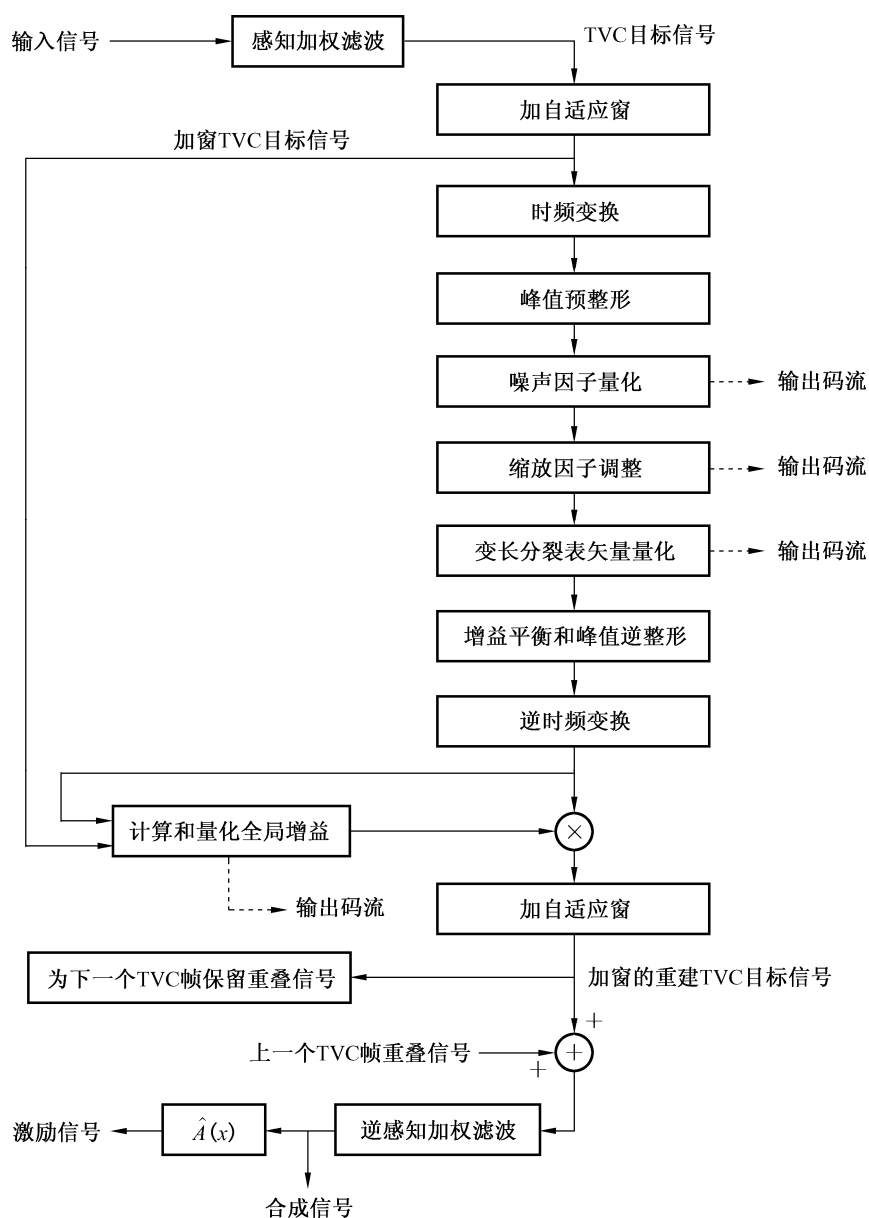 输入信号
感知加权滤波
TVC目标信号
加自适应窗
加窗TVC目标信号
时频变换
峰值预整形
噪声因子量化
输出码流
缩放因子调整
输出码流
变长分裂表矢量量化
输出码流
增益平衡和峰值逆整形
逆时频变换
计算和量化全局增益
×
输出码流
加自适应窗
为下一个TVC帧保留重叠信号
加窗的重建TVC目标信号
+
上一个TVC帧重叠信号
+
+
激励信号
Â(x)
逆感知加权滤波
合成信号